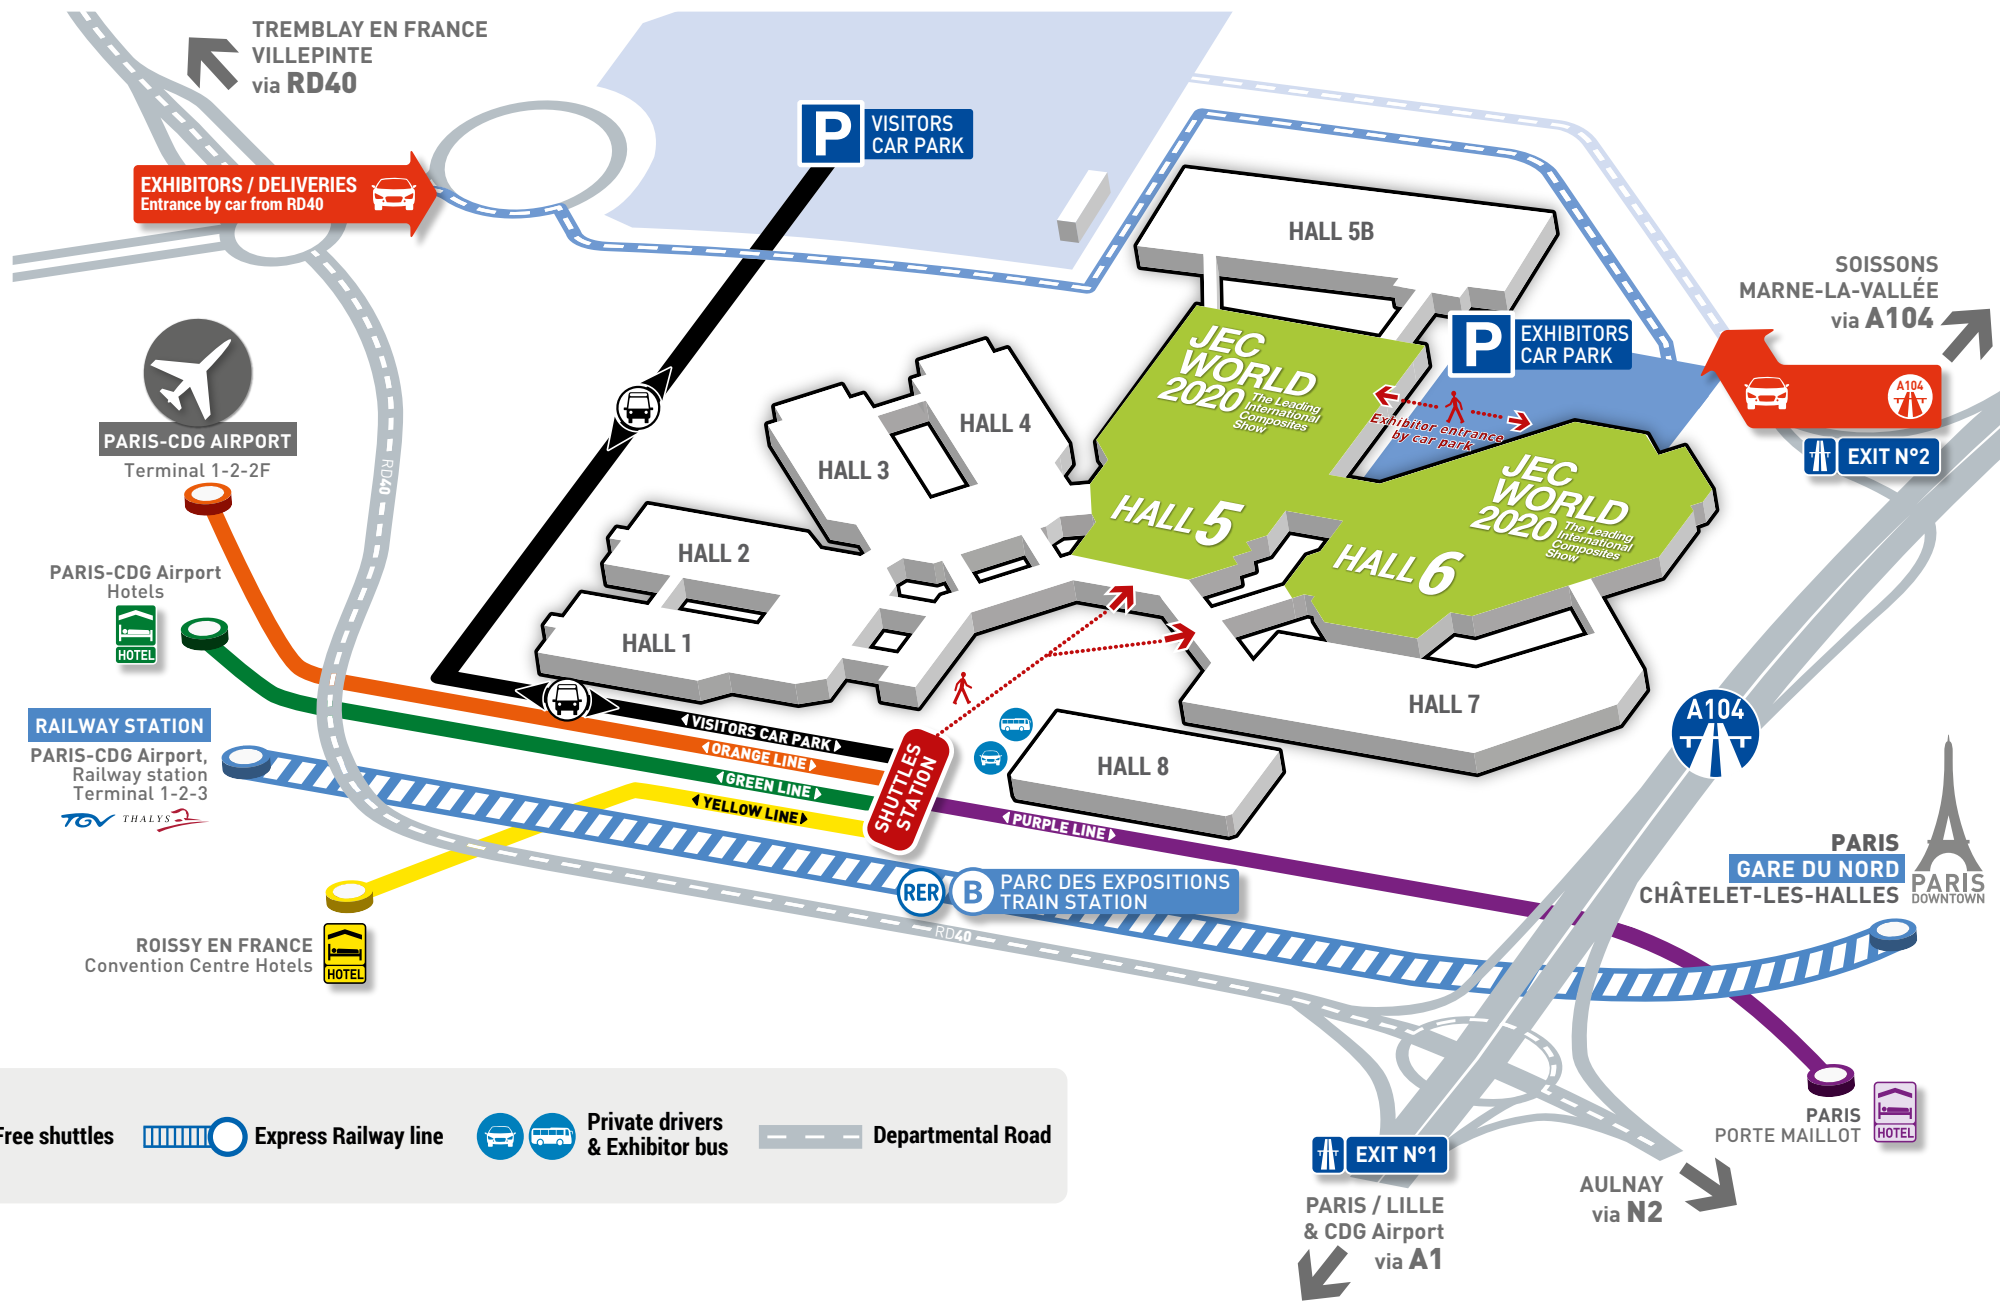 TREMBLAY EN FRANCE
VILLEPINTE
via RD40
P
VISITORS
CAR PARK
EXHIBITORS / DELIVERIES
Entrance by car from RD40
HALL 5B
SOISSONS
MARNE-LA-VALLÉE
via A104
P
EXHIBITORS
CAR PARK
A104
EXIT N°2
PARIS-CDG AIRPORT
Terminal 1-2-2F
RD40
JEC
WORLD
2020
The Leading
International
Composites
Show
Exhibitor entrance
by car park
HALL 4
HALL 3
HALL 5
JEC
WORLD
2020
The Leading
International
Composites
Show
HALL 6
HALL 2
HALL 1
PARIS-CDG Airport
Hotels
HOTEL
HALL 7
HALL 8
A104
RAILWAY STATION
PARIS-CDG Airport,
Railway station
Terminal 1-2-3
TGV THALYS
VISITORS CAR PARK
ORANGE LINE
GREEN LINE
YELLOW LINE
SHUTTLES
STATION
PURPLE LINE
RER
B
PARC DES EXPOSITIONS
TRAIN STATION
RD40
PARIS
GARE DU NORD
CHÂTELET-LES-HALLES
PARIS
DOWNTOWN
ROISSY EN FRANCE
Convention Centre Hotels
HOTEL
PARIS
PORTE MAILLOT
HOTEL
Free shuttles
Express Railway line
Private drivers
& Exhibitor bus
Departmental Road
EXIT N°1
PARIS / LILLE
& CDG Airport
via A1
AULNAY
via N2